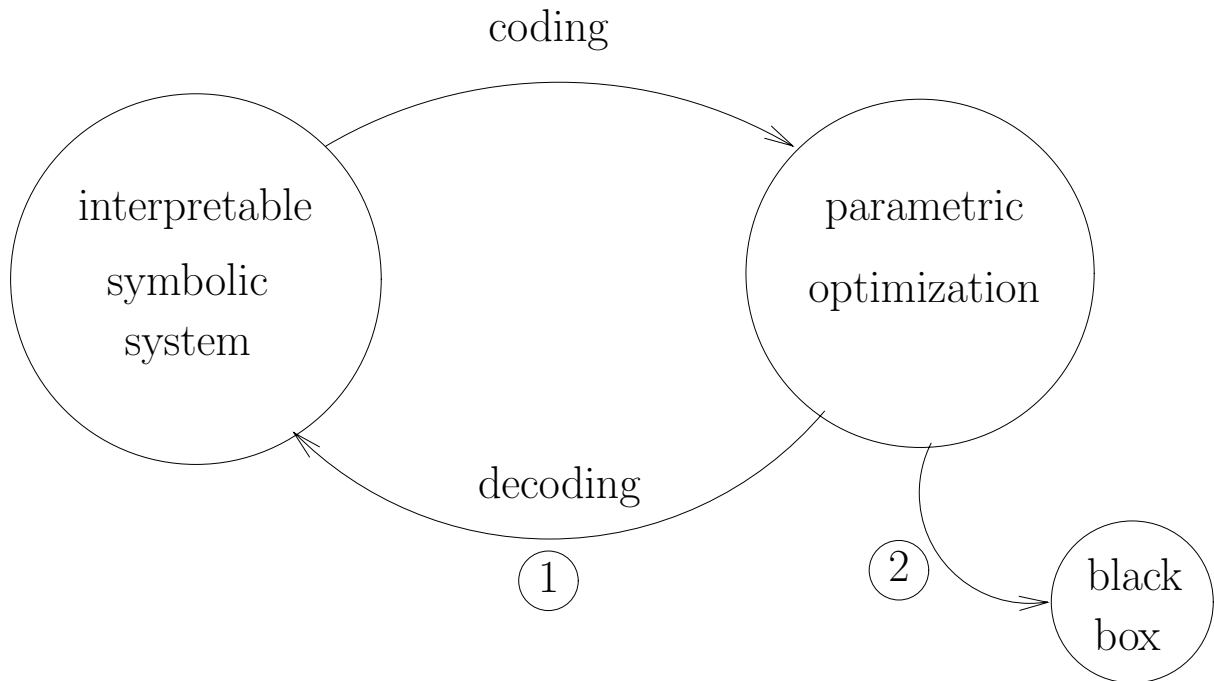 coding
interpretable
symbolic
system
parametric
optimization
decoding
1
2
black
box